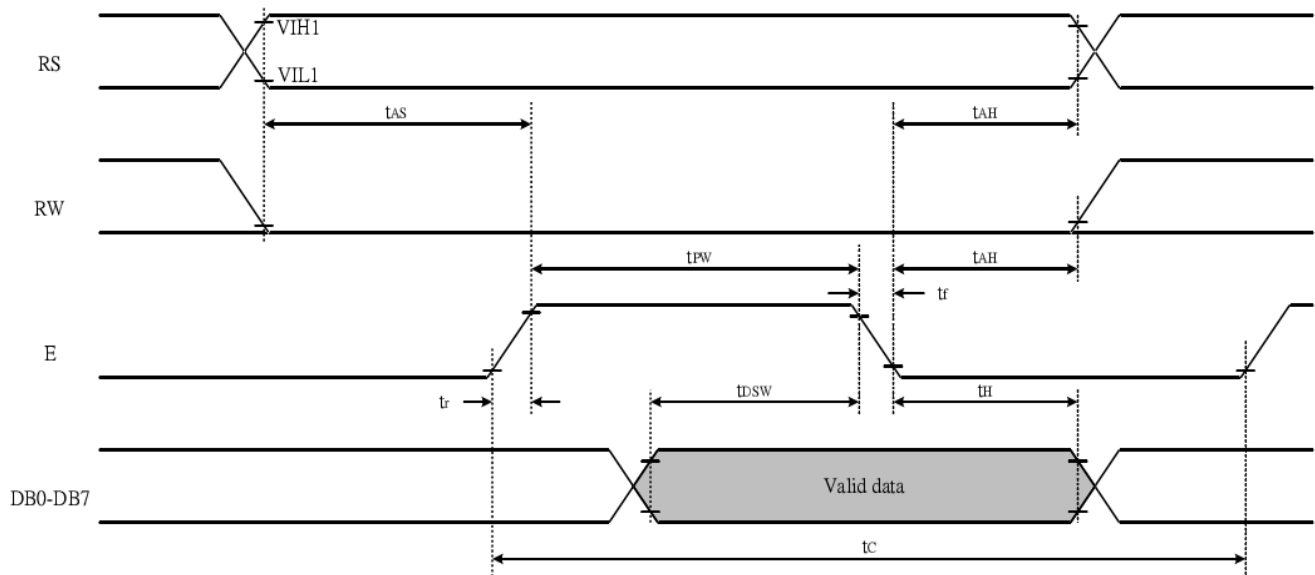 VIH1
RS
VIL1
tAS
tAH
RW
tPW
tAH
tf
E
tr
tDSW
tH
Valid data
DB0-DB7
tC